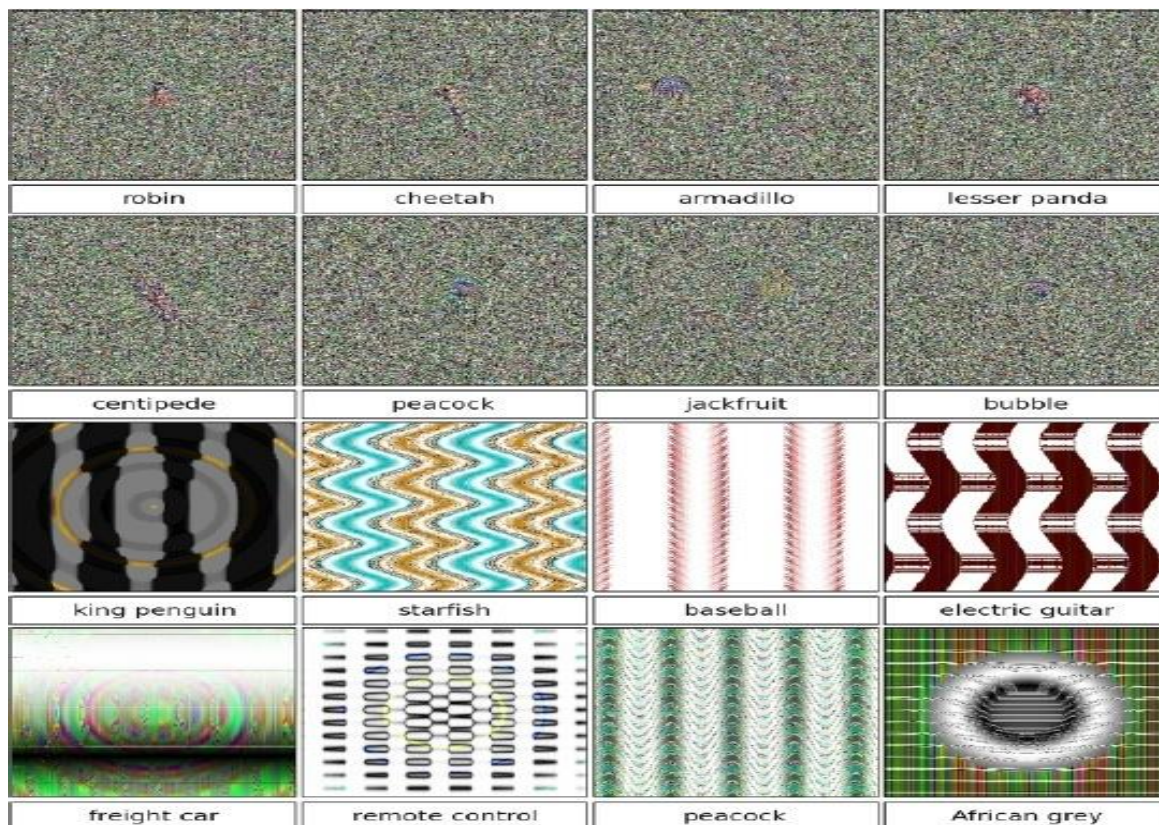 robin cheetah armadillo lesser panda
centipede peacock jackfruit bubble
king penguin starfish baseball electric guitar
freight car remote control peacock African grey